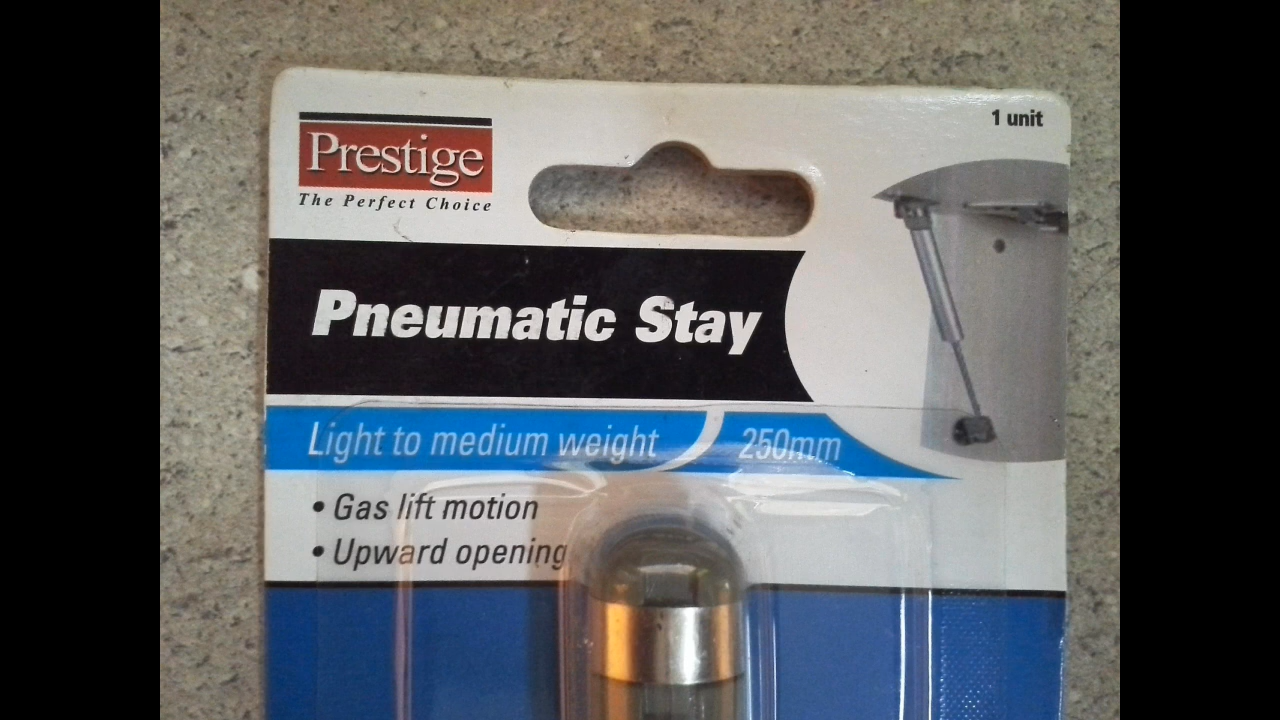 1 unit
Prestige
The Perfect Choice
Pneumatic Stay
Light to medium weight 250mm
• Gas lift motion
• Upward opening